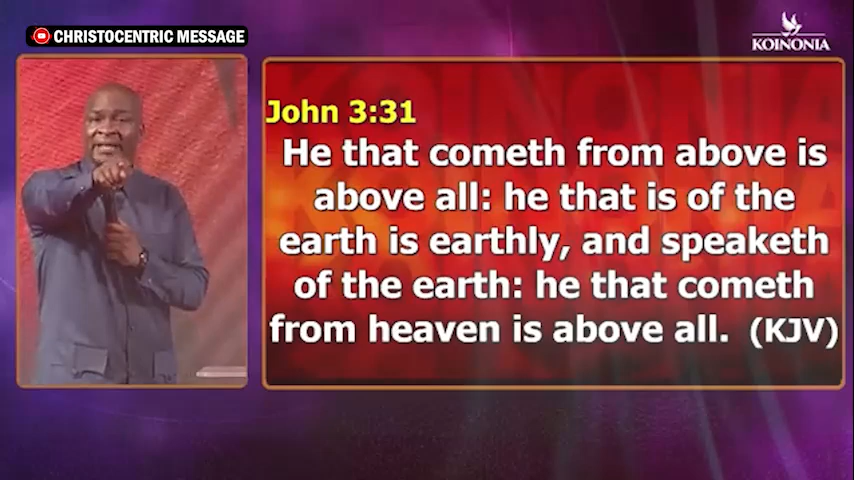 CHRISTOCENTRIC MESSAGE
KOINONIA
John 3:31
He that cometh from above is
above all: he that is of the
earth is earthly, and speaketh
of the earth: he that cometh
from heaven is above all. (KJV)